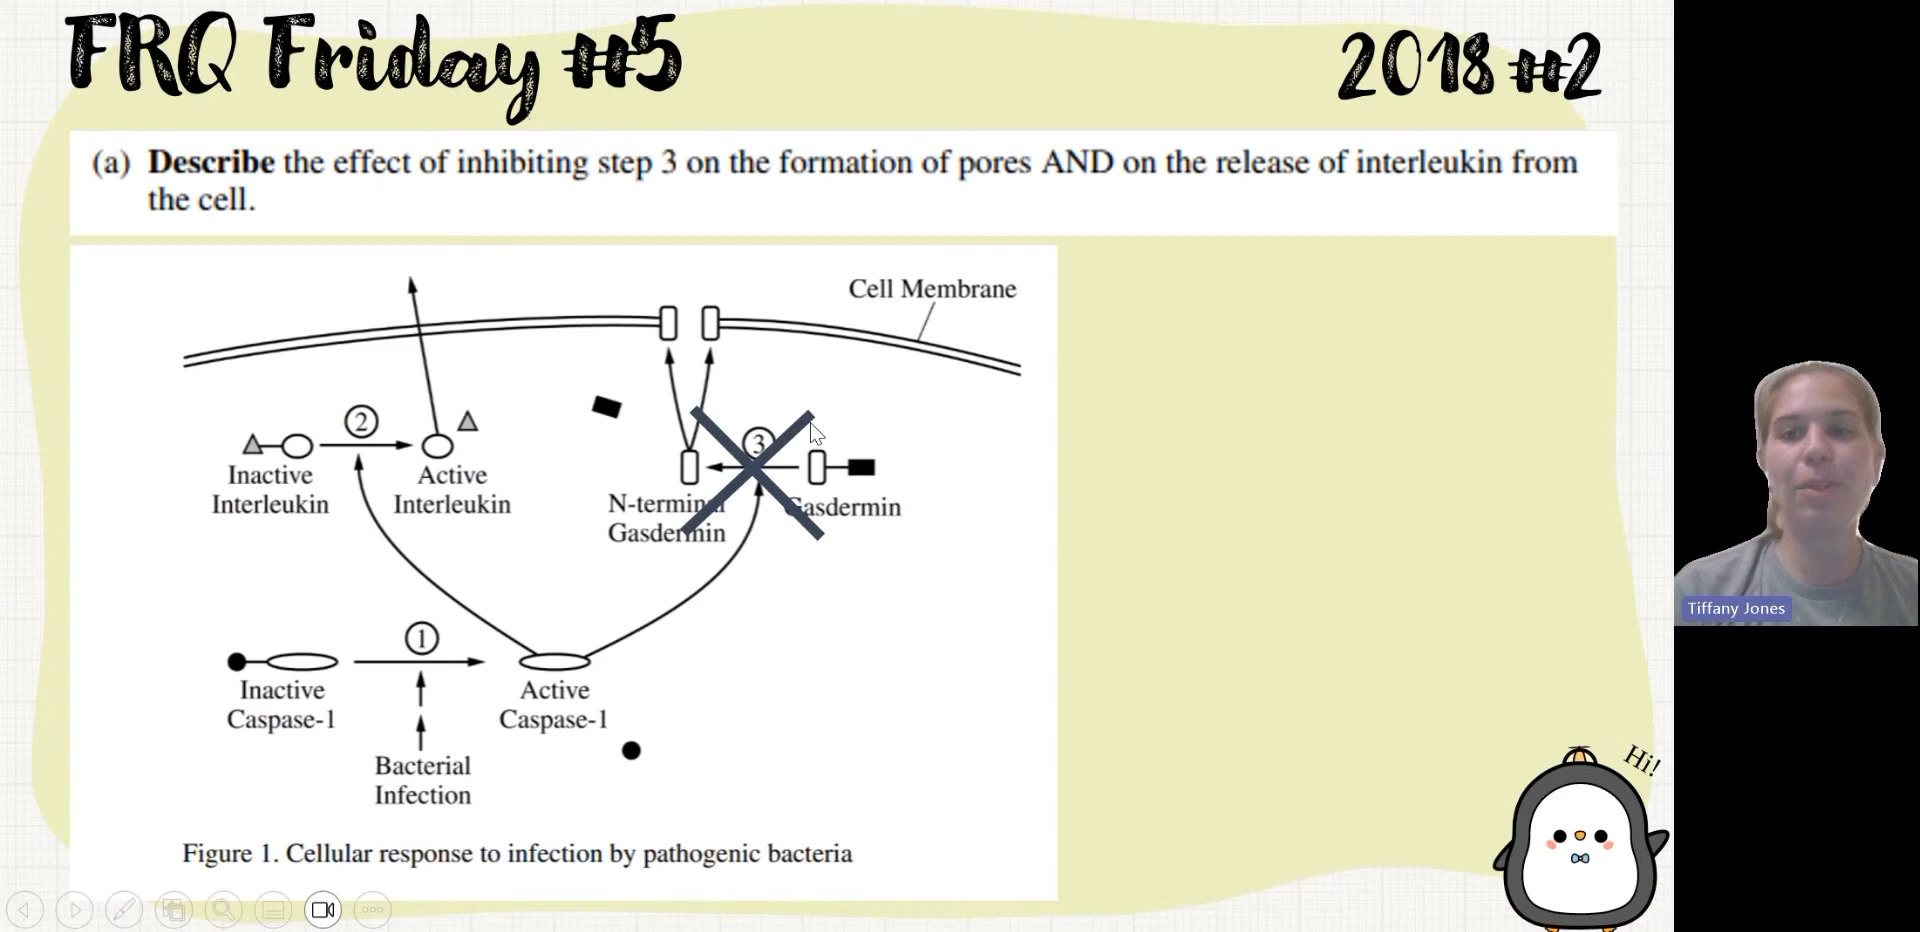 FRQ Friday #5
2018 #2
(a) Describe the effect of inhibiting step 3 on the formation of pores AND on the release of interleukin from
the cell.
Cell Membrane
2
3
Inactive
Interleukin
Active
Interleukin
N-terminal
Gasdermin
Gasdermin
1
Inactive
Caspase-1
Active
Caspase-1
Bacterial
Infection
Figure 1. Cellular response to infection by pathogenic bacteria
Hi!
Tiffany Jones